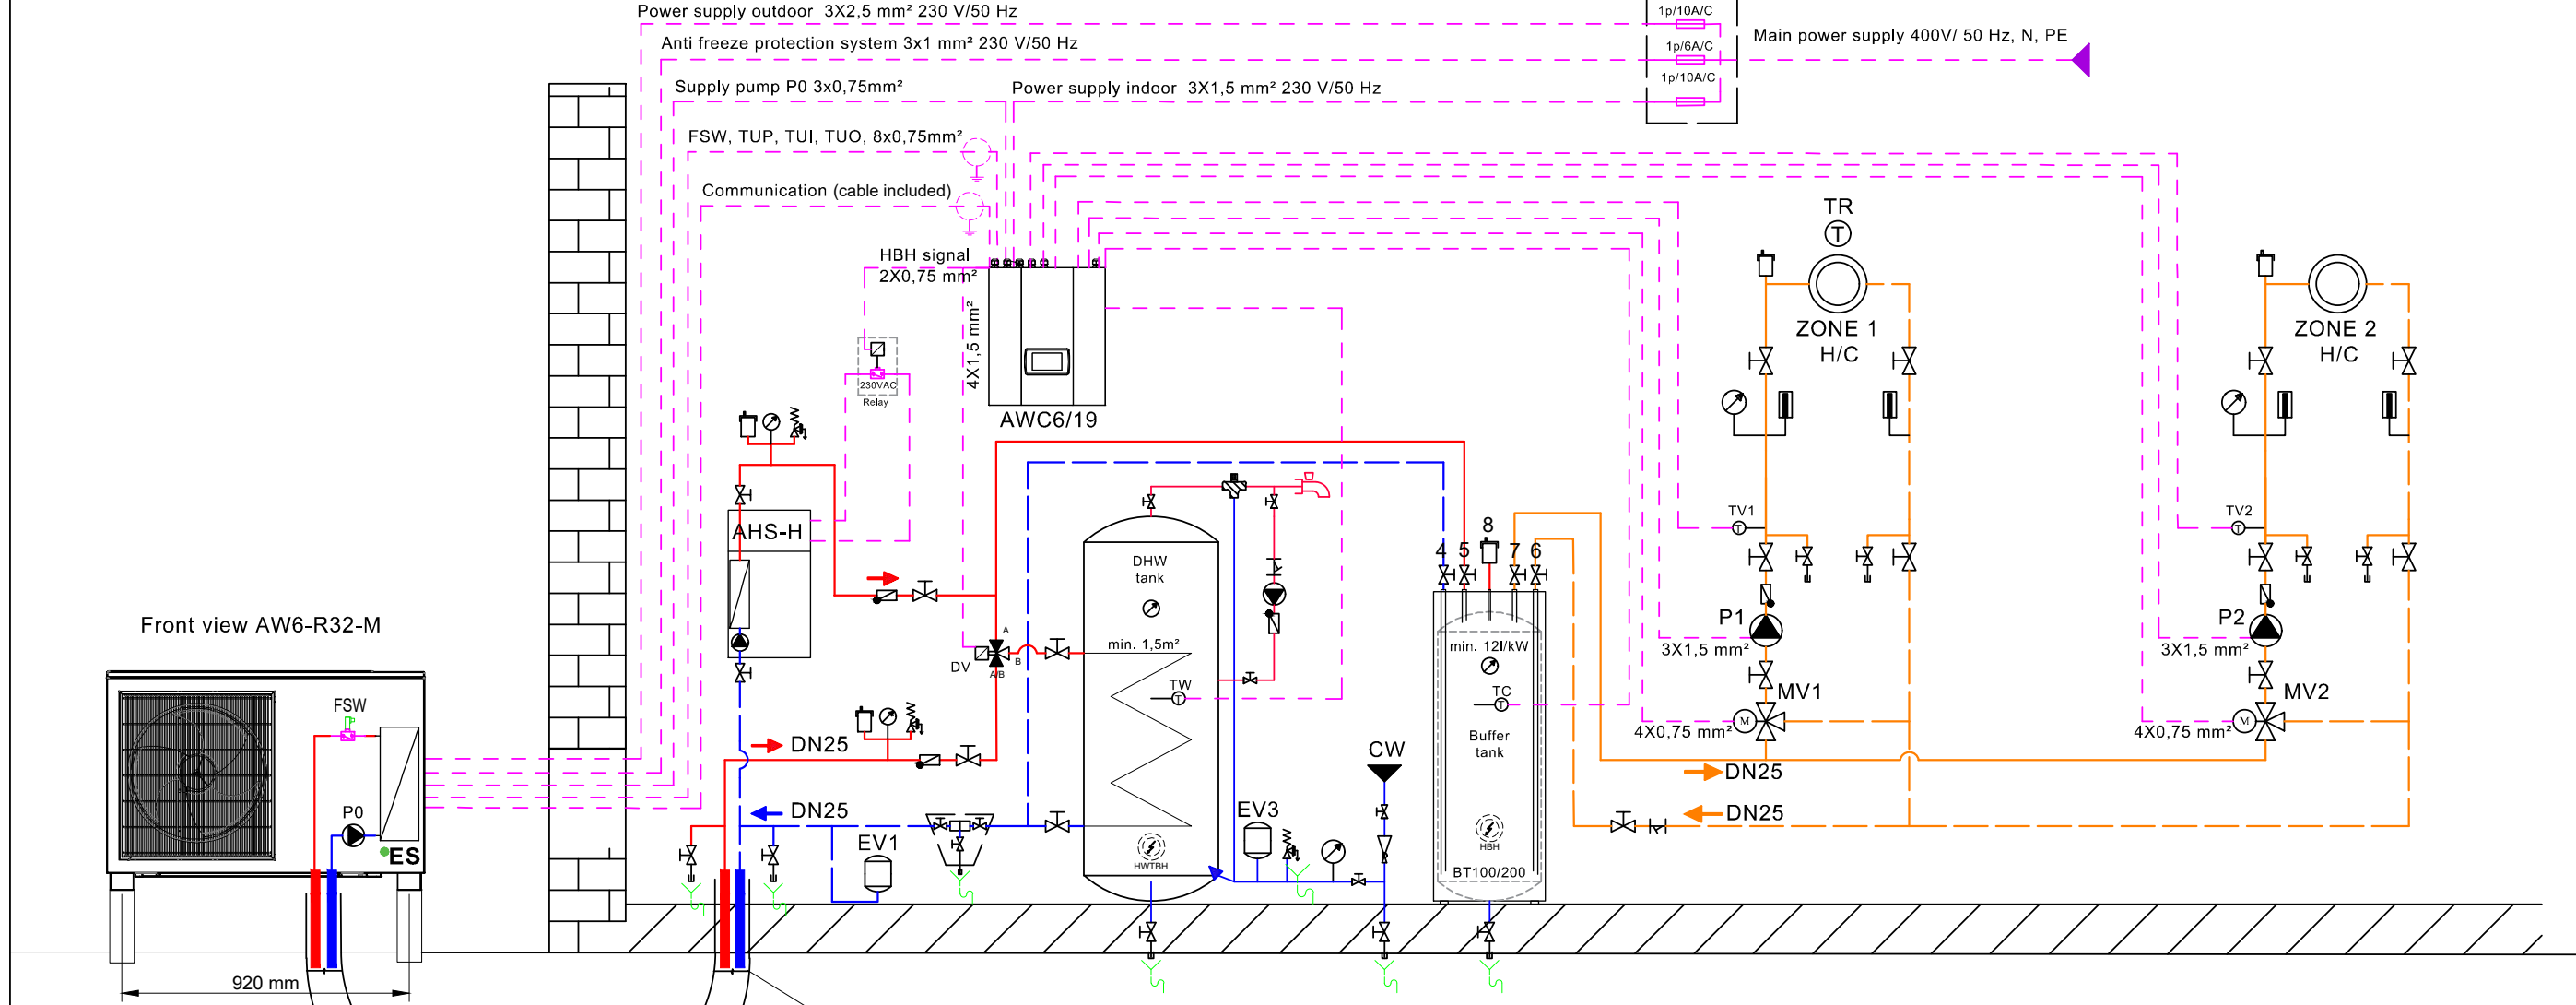 Power supply outdoor 3X2,5 mm² 230 V/50 Hz
1p/10A/C
Anti freeze protection system 3x1 mm² 230 V/50 Hz
1p/6A/C
Main power supply 400V/ 50 Hz, N, PE
1p/10A/C
Supply pump P0 3x0,75mm²
Power supply indoor 3X1,5 mm² 230 V/50 Hz
FSW, TUP, TUI, TUO, 8x0,75mm²
Communication (cable included)
HBH signal
2X0,75 mm²
4X1,5 mm²
230VAC
Relay
AWC6/19
TR
T
ZONE 1
H/C
ZONE 2
H/C
AHS-H
TV1
T
TV2
T
4
5
8
7
6
DHW
tank
min. 1,5m²
TW
T
HWTBH
DV
A
B
A/B
min. 12l/kW
TC
T
Buffer
tank
HBH
BT100/200
P1
3X1,5 mm²
P2
3X1,5 mm²
MV1
M
4X0,75 mm²
MV2
M
4X0,75 mm²
DN25
DN25
DN25
DN25
CW
EV1
EV3
Front view AW6-R32-M
FSW
P0
ES
920 mm